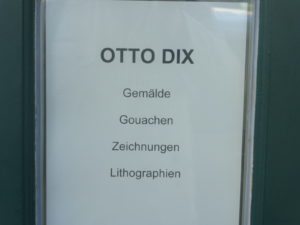 OTTO DIX
Gemälde
Gouachen
Zeichnungen
Lithographien